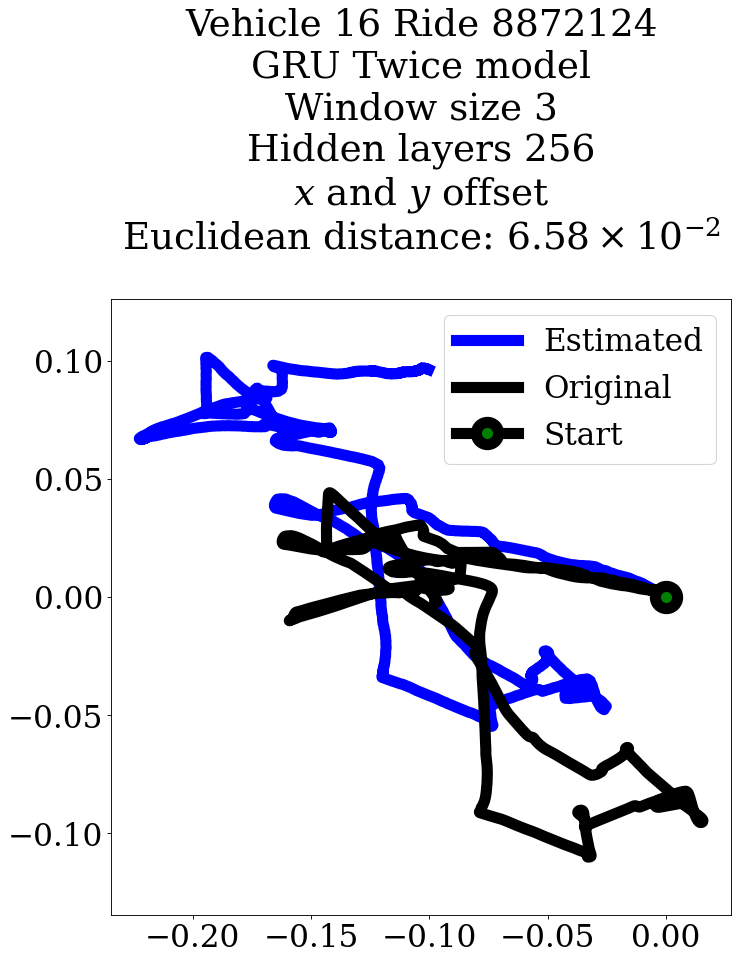 Vehicle 16 Ride 8872124
GRU Twice model
Window size 3
Hidden layers 256
x and y offset
Euclidean distance: 6.58 × 10⁻²
Estimated
Original
Start
0.10
0.05
0.00
−0.05
−0.10
−0.20 −0.15 −0.10 −0.05 0.00